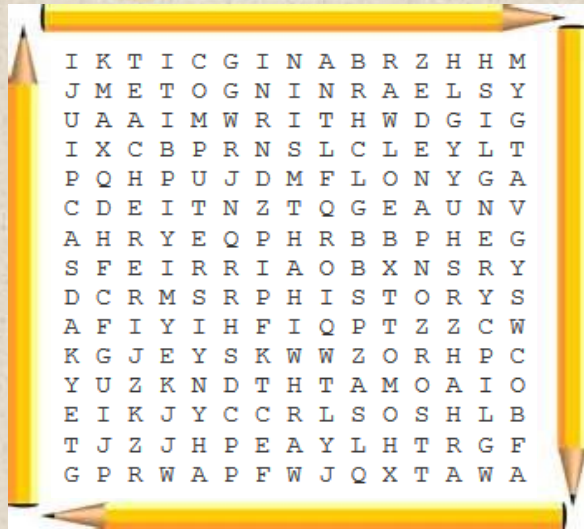 I K T I C G I N A B R Z H H M
J M E T O G N I N R A E L S Y
U A A I M W R I T H W D G I G
I X C B P R N S L C L E Y L T
P Q H P U J D M F L O N Y G A
C D E I T N Z T Q G E A U N V
A H R Y E Q P H R B B P H E G
S F E I R R I A O B X N S R Y
D C R M S R P H I S T O R Y S
A F I Y I H F I Q P T Z Z C W
K G J E Y S K W W Z O R H P C
Y U Z K N D T H T A M O A I O
E I K J Y C C R L S O S H L B
T J Z J H P E A Y L H T R G F
G P R W A P F W J Q X T A W A